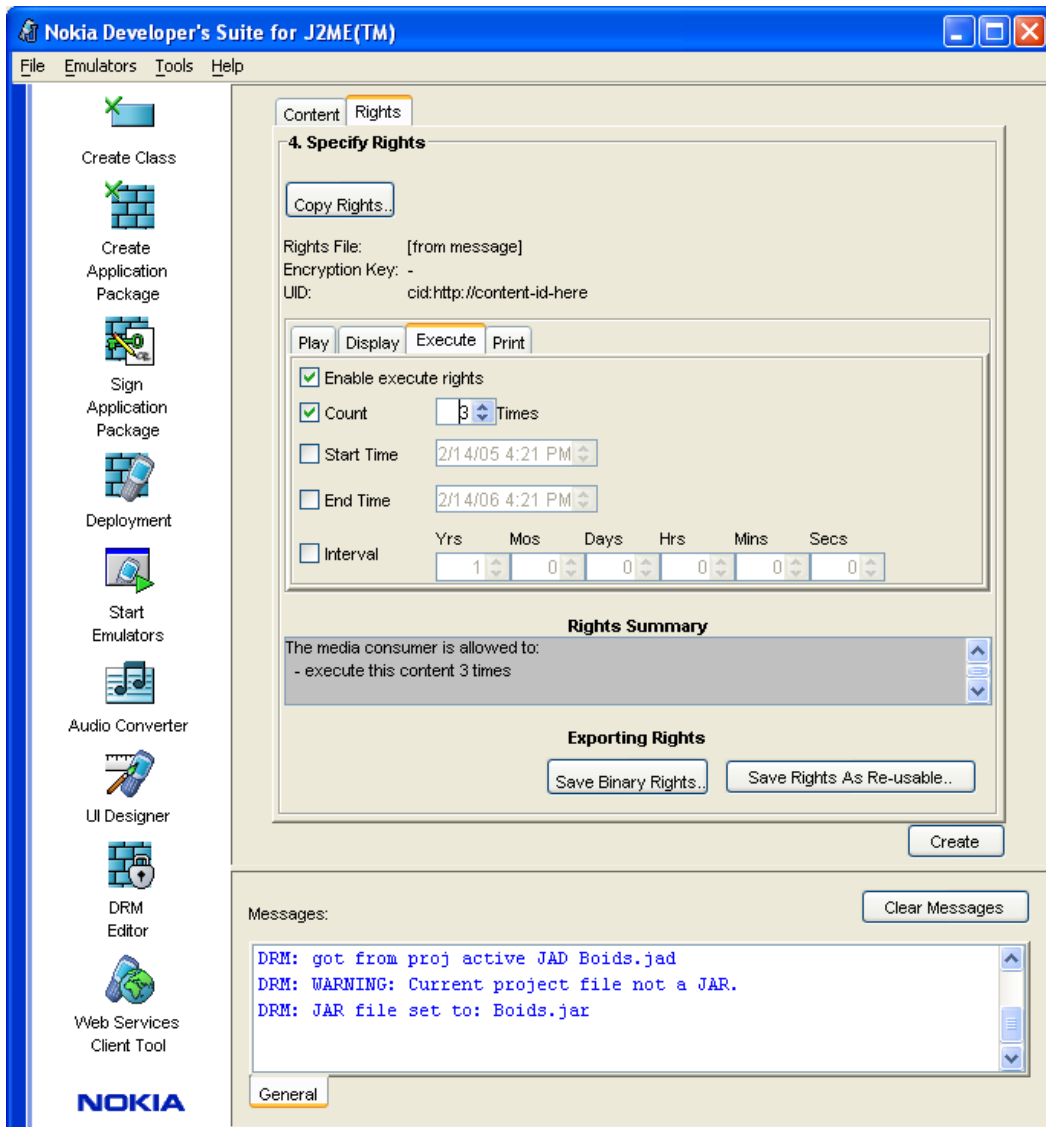 Nokia Developer's Suite for J2ME(TM)
File Emulators Tools Help
Create Class
Create
Application
Package
Sign
Application
Package
Deployment
Start
Emulators
Audio Converter
UI Designer
DRM
Editor
Web Services
Client Tool
NOKIA
Content Rights
4. Specify Rights
Copy Rights..
Rights File: [from message]
Encryption Key: -
UID: cid:http://content-id-here
Play Display Execute Print
Enable execute rights
Count 3 Times
Start Time 2/14/05 4:21 PM
End Time 2/14/06 4:21 PM
Yrs Mos Days Hrs Mins Secs
Interval 1 0 0 0 0 0
Rights Summary
The media consumer is allowed to:
- execute this content 3 times
Exporting Rights
Save Binary Rights.. Save Rights As Re-usable..
Create
Messages: Clear Messages
DRM: got from proj active JAD Boids.jad
DRM: WARNING: Current project file not a JAR.
DRM: JAR file set to: Boids.jar
General